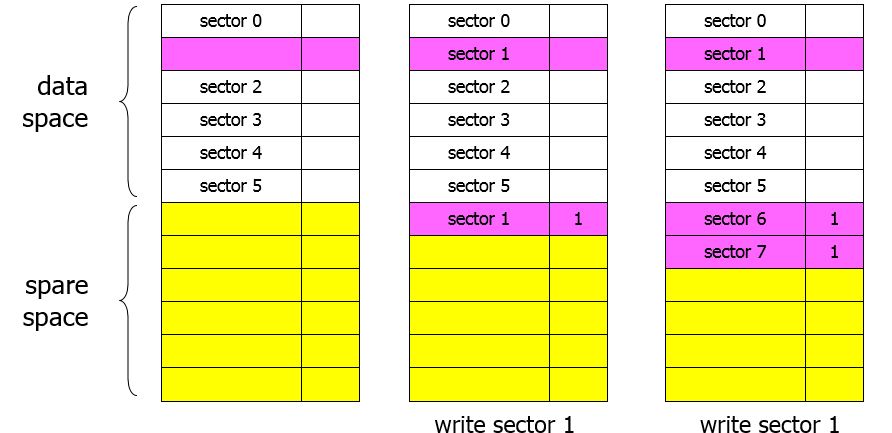 data
space
spare
space
sector 0
sector 2
sector 3
sector 4
sector 5
sector 0
sector 1
sector 2
sector 3
sector 4
sector 5
sector 1 1
write sector 1
sector 0
sector 1
sector 2
sector 3
sector 4
sector 5
sector 6 1
sector 7 1
write sector 1